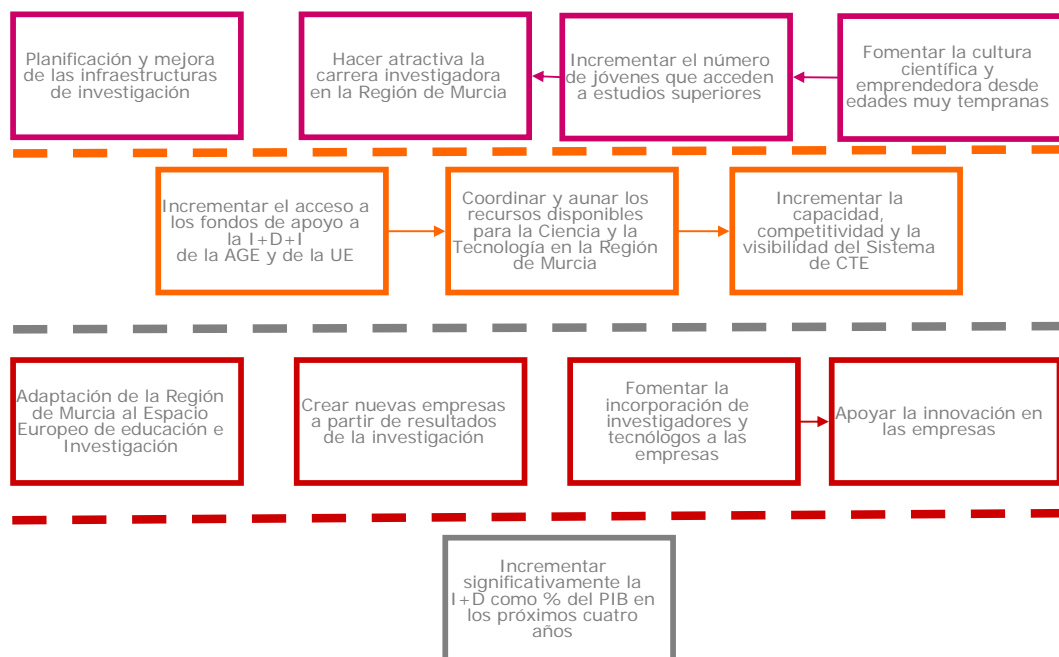 Planificación y mejora
de las infraestructuras
de investigación
Hacer atractiva la
carrera investigadora
en la Región de Murcia
Incrementar el número
de jóvenes que acceden
a estudios superiores
Fomentar la cultura
científica y
emprendedora desde
edades muy tempranas
Incrementar el acceso a
los fondos de apoyo a
la I+D+I
de la AGE y de la UE
Coordinar y aunar los
recursos disponibles
para la Ciencia y la
Tecnología en la Región
de Murcia
Incrementar la
capacidad,
competitividad y la
visibilidad del Sistema
de CTE
Adaptación de la Región
de Murcia al Espacio
Europeo de educación e
Investigación
Crear nuevas empresas
a partir de resultados
de la investigación
Fomentar la
incorporación de
investigadores y
tecnólogos a las
empresas
Apoyar la innovación en
las empresas
Incrementar
significativamente la
I+D como % del PIB en
los próximos cuatro
años